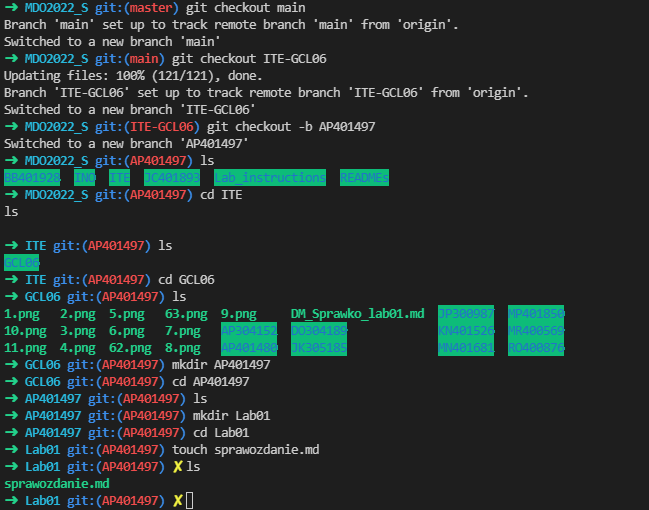 ➜ MDO2022_S git:(master) git checkout main
Branch 'main' set up to track remote branch 'main' from 'origin'.
Switched to a new branch 'main'
➜ MDO2022_S git:(main) git checkout ITE-GCL06
Updating files: 100% (121/121), done.
Branch 'ITE-GCL06' set up to track remote branch 'ITE-GCL06' from 'origin'.
Switched to a new branch 'ITE-GCL06'
➜ MDO2022_S git:(ITE-GCL06) git checkout -b AP401497
Switched to a new branch 'AP401497'
➜ MDO2022_S git:(AP401497) ls
BB401928 INO ITE JC401893 Lab_instructions READMEs
➜ MDO2022_S git:(AP401497) cd ITE
ls
➜ ITE git:(AP401497) ls
GCL06
➜ ITE git:(AP401497) cd GCL06
➜ GCL06 git:(AP401497) ls
1.png 2.png 5.png 63.png 9.png DM_Sprawko_lab01.md JP300987 MP401850
10.png 3.png 6.png 7.png AP304152 DO304189 KN401526 MR400569
11.png 4.png 62.png 8.png AP401480 JK305185 MN401681 RO400876
➜ GCL06 git:(AP401497) mkdir AP401497
➜ GCL06 git:(AP401497) cd AP401497
➜ AP401497 git:(AP401497) ls
➜ AP401497 git:(AP401497) mkdir Lab01
➜ AP401497 git:(AP401497) cd Lab01
➜ Lab01 git:(AP401497) touch sprawozdanie.md
➜ Lab01 git:(AP401497) ✗ ls
sprawozdanie.md
➜ Lab01 git:(AP401497) ✗